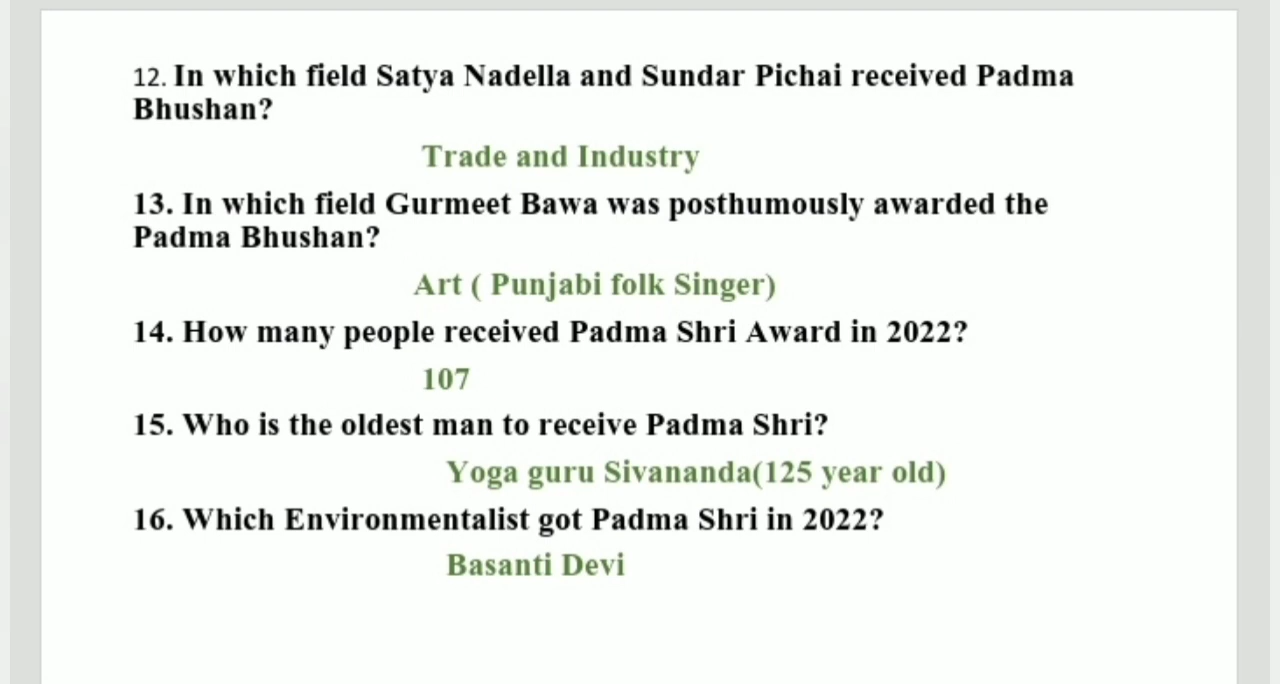 12. In which field Satya Nadella and Sundar Pichai received Padma
Bhushan?
Trade and Industry
13. In which field Gurmeet Bawa was posthumously awarded the
Padma Bhushan?
Art ( Punjabi folk Singer)
14. How many people received Padma Shri Award in 2022?
107
15. Who is the oldest man to receive Padma Shri?
Yoga guru Sivananda(125 year old)
16. Which Environmentalist got Padma Shri in 2022?
Basanti Devi